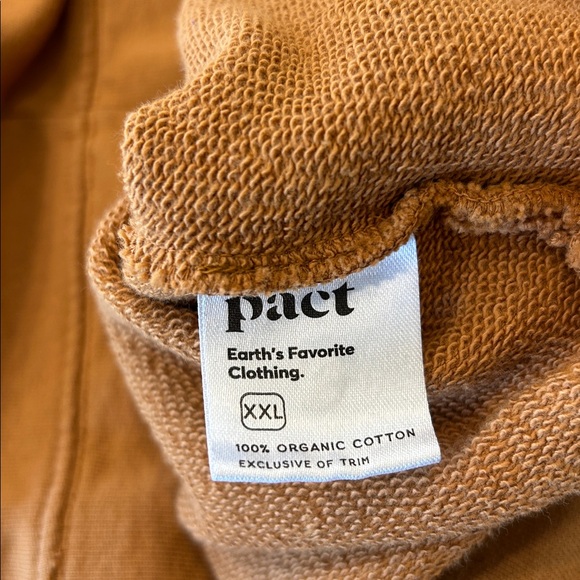 pact
Earth's Favorite
Clothing.
XXL
100% ORGANIC COTTON
EXCLUSIVE OF TRIM